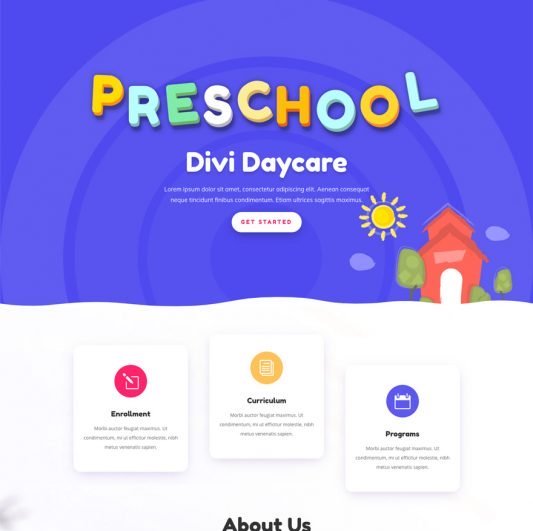 PRESCHOOL
Divi Daycare
Lorem ipsum dolor sit amet, consectetur adipiscing elit. Aenean consequat
neque tincidunt finibus condimentum. Etiam ultrices sagittis maximus.
GET STARTED
Enrollment
Morbi auctor feugiat maximus. Ut
condimentum, mi ut efficitur molestie, nibh
metus venenatis sapien.
Curriculum
Morbi auctor feugiat maximus. Ut
condimentum, mi ut efficitur molestie, nibh
metus venenatis sapien.
Programs
Morbi auctor feugiat maximus. Ut
condimentum, mi ut efficitur molestie, nibh
metus venenatis sapien.
About Us